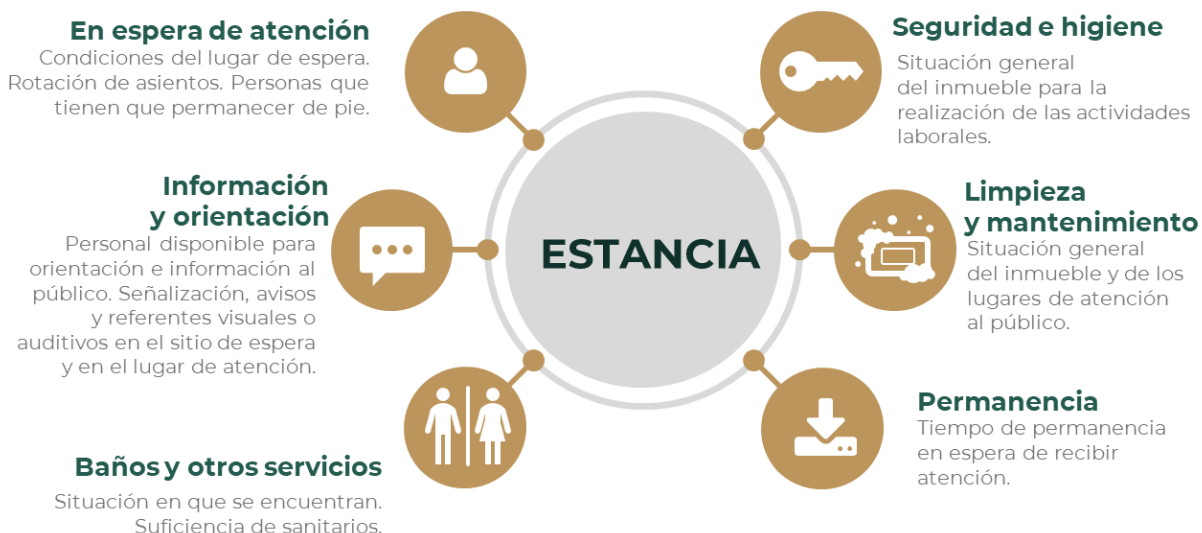 En espera de atención
Condiciones del lugar de espera.
Rotación de asientos. Personas que
tienen que permanecer de pie.
Información
y orientación
Personal disponible para
orientación e información al
público. Señalización, avisos
y referentes visuales o
auditivos en el sitio de espera
y en el lugar de atención.
Baños y otros servicios
Situación en que se encuentran.
Suficiencia de sanitarios.
ESTANCIA
Seguridad e higiene
Situación general
del inmueble para la
realización de las actividades
laborales.
Limpieza
y mantenimiento
Situación general
del inmueble y de los
lugares de atención
al público.
Permanencia
Tiempo de permanencia
en espera de recibir
atención.